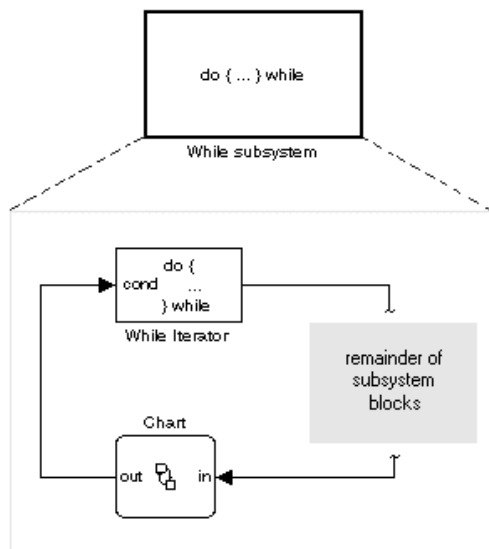 do { ... } while
While subsystem
do {
cond ...
} while
While Iterator
remainder of
subsystem
blocks
Chart
out in